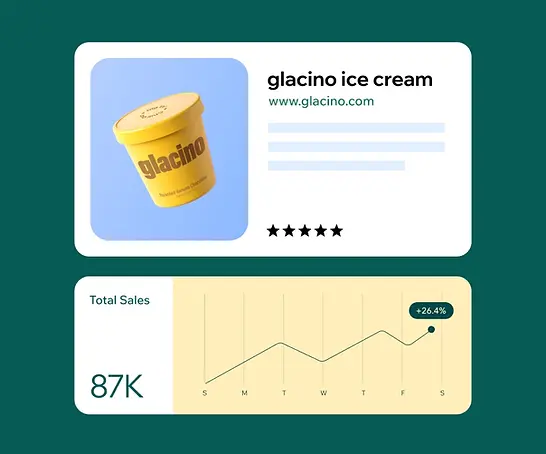 glacino ice cream
www.glacino.com
glacino
Total Sales
87K
+26.4%
S M T W T F S